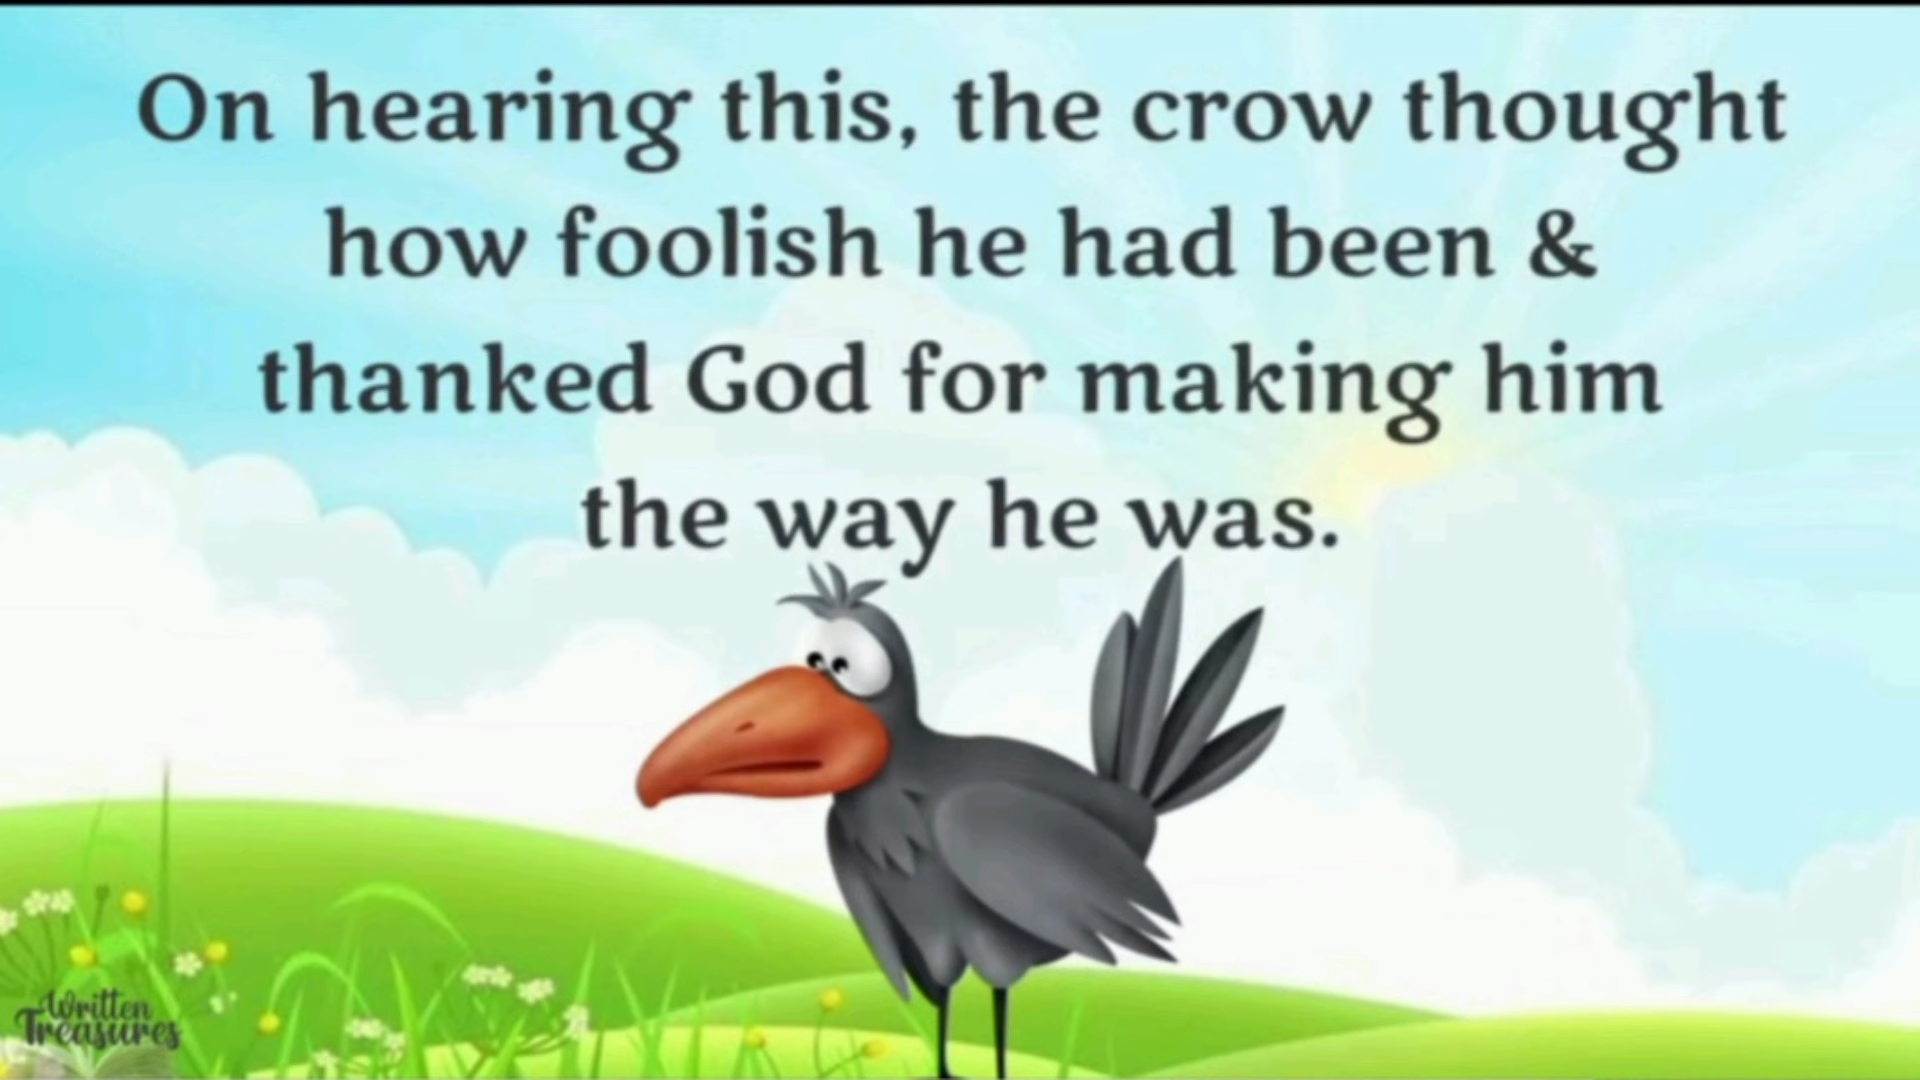 On hearing this, the crow thought
how foolish he had been &
thanked God for making him
the way he was.
Written
Treasures